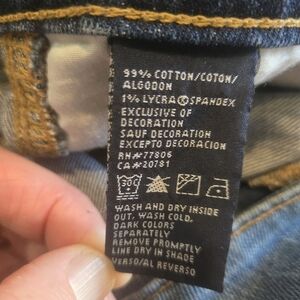 99% COTTON/COTON/
ALGODON
1% LYCRA® SPANDEX
EXCLUSIVE OF
DECORATION
SAUF DECORATION
EXCEPTO DECORACION
RN#77806
CA#20781
30C
WASH AND DRY INSIDE
OUT. WASH COLD.
DARK COLORS
SEPARATELY
REMOVE PROMPTLY
LINE DRY IN SHADE
VERSO/AL REVERSO